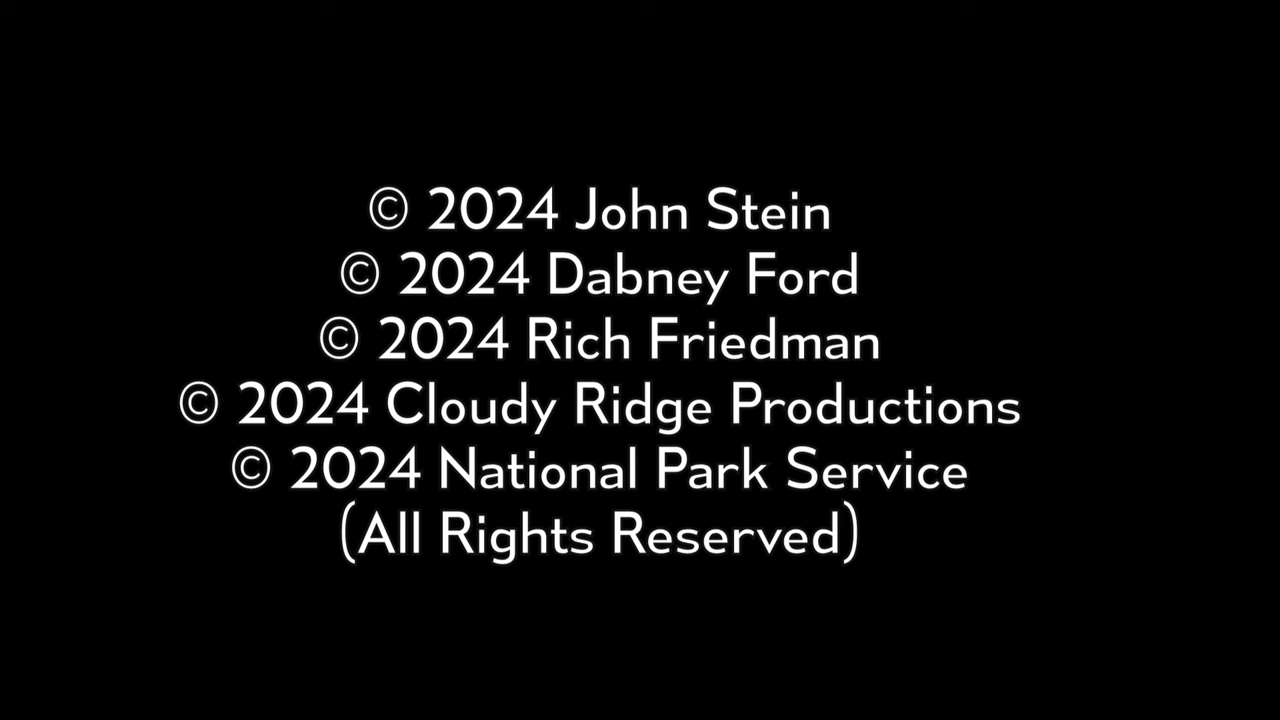 © 2024 John Stein
© 2024 Dabney Ford
© 2024 Rich Friedman
© 2024 Cloudy Ridge Productions
© 2024 National Park Service
(All Rights Reserved)